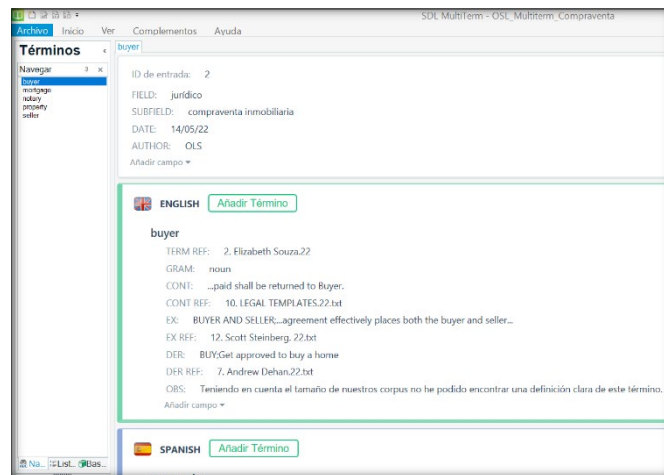 SDL MultiTerm - OSL_Multiterm_Compraventa
Archivo Inicio Ver Complementos Ayuda
Términos
Navegar
buyer
mortgage
notary
property
seller
Na... List... Bas...
buyer
ID de entrada: 2
FIELD: jurídico
SUBFIELD: compraventa inmobiliaria
DATE: 14/05/22
AUTHOR: OLS
Añadir campo
ENGLISH Añadir Término
buyer
TERM REF: 2. Elizabeth Souza.22
GRAM: noun
CONT: ...paid shall be returned to Buyer.
CONT REF: 10. LEGAL TEMPLATES.22.txt
EX: BUYER AND SELLER;...agreement effectively places both the buyer and seller...
EX REF: 12. Scott Steinberg. 22.txt
DER: BUY;Get approved to buy a home
DER REF: 7. Andrew Dehan.22.txt
OBS: Teniendo en cuenta el tamaño de nuestros corpus no he podido encontrar una definición clara de este término.
Añadir campo
SPANISH Añadir Término